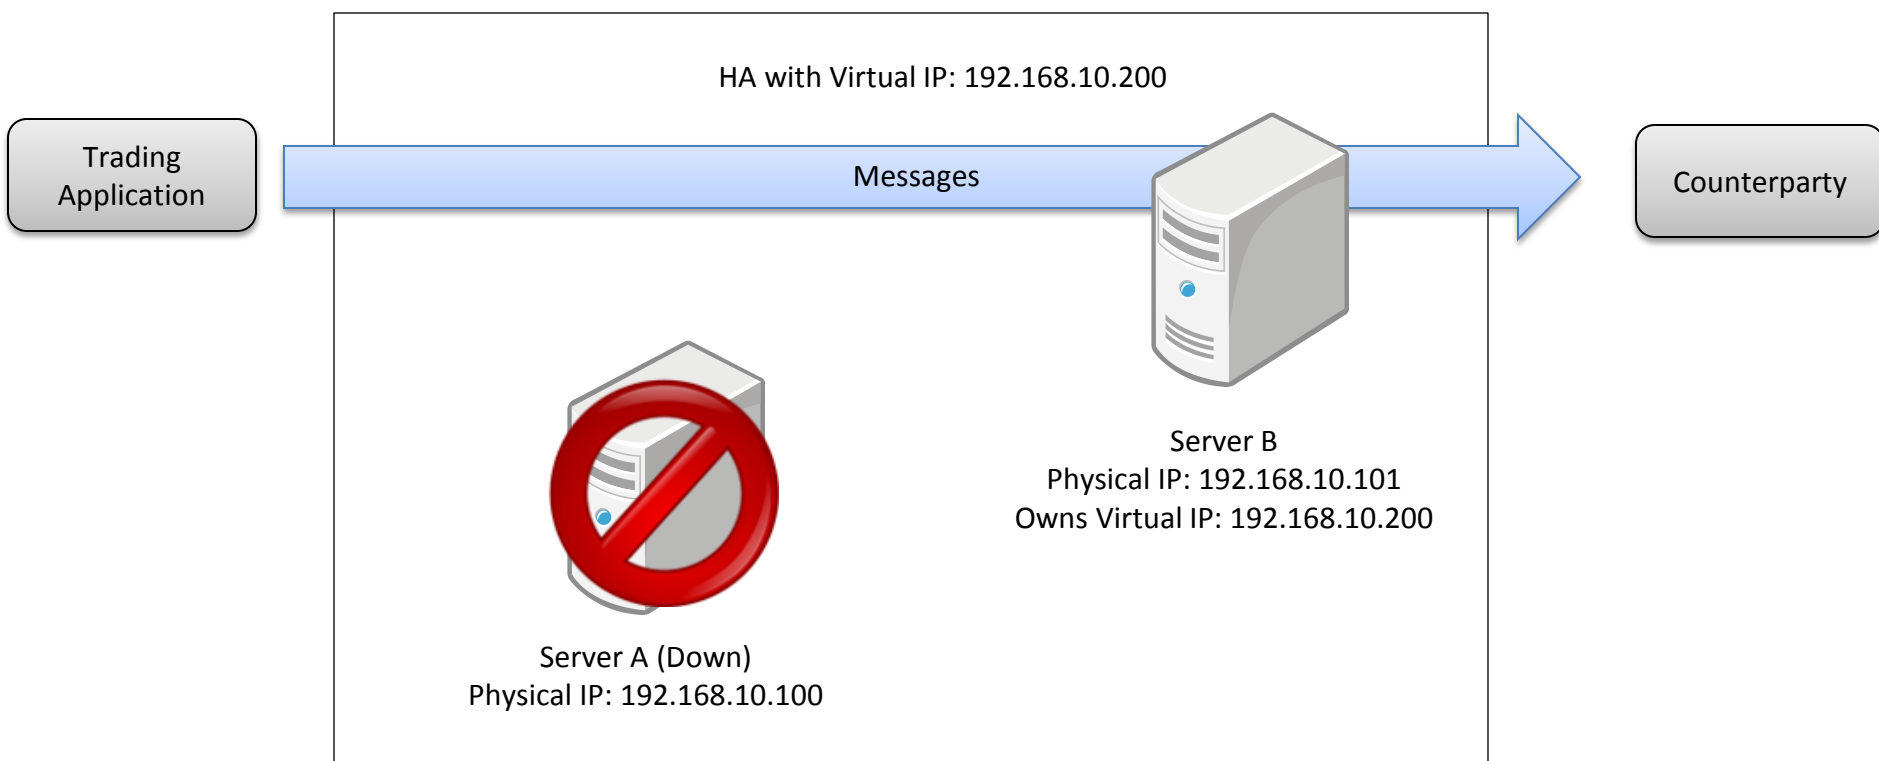 HA with Virtual IP: 192.168.10.200
Trading
Application
Messages
Counterparty
Server B
Physical IP: 192.168.10.101
Owns Virtual IP: 192.168.10.200
Server A (Down)
Physical IP: 192.168.10.100